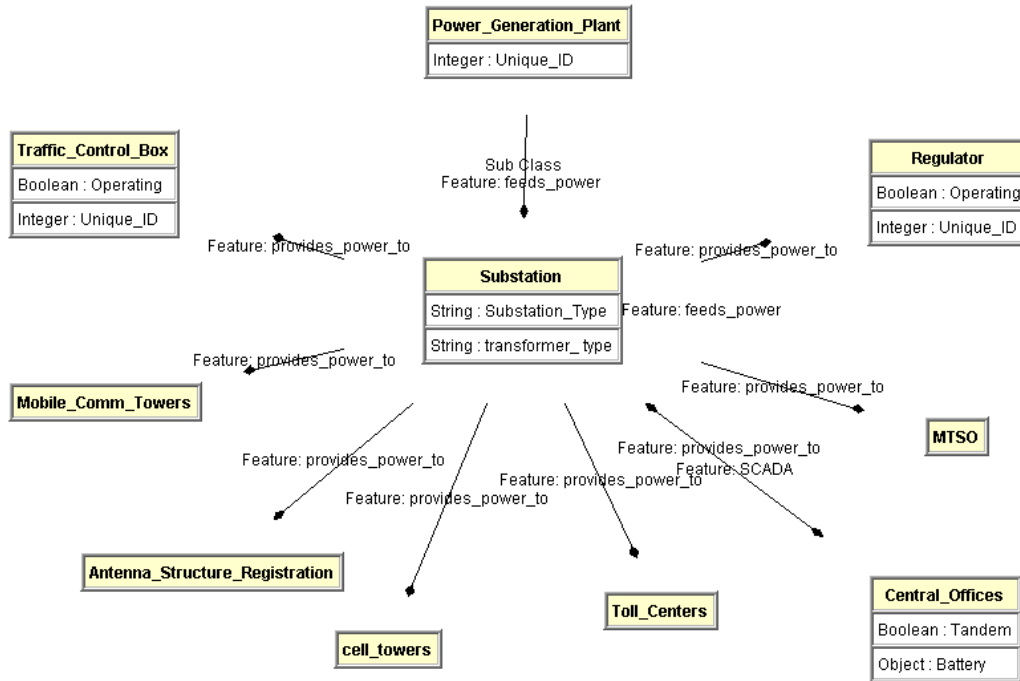 Power_Generation_Plant
Integer : Unique_ID
Traffic_Control_Box
Boolean : Operating
Integer : Unique_ID
Sub Class
Feature: feeds_power
Regulator
Boolean : Operating
Integer : Unique_ID
Feature: provides_power_to
Feature: provides_power_to
Substation
String : Substation_Type
String : transformer_ type
Feature: feeds_power
Feature: provides_power_to
Mobile_Comm_Towers
Feature: provides_power_to
MTSO
Feature: provides_power_to
Feature: provides_power_to
Feature: provides_power_to
Feature: provides_power_to
Feature: SCADA
Antenna_Structure_Registration
cell_towers
Toll_Centers
Central_Offices
Boolean : Tandem
Object : Battery